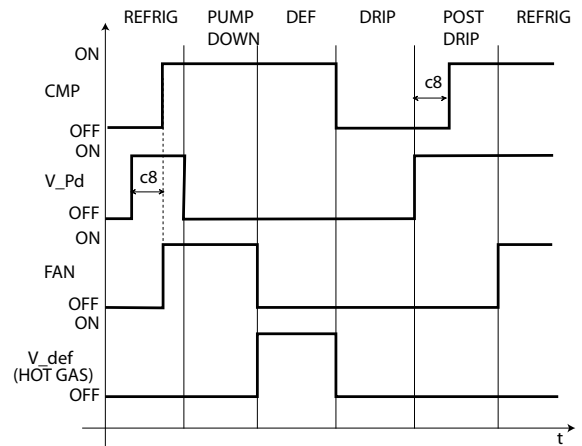 REFRIG PUMP DEF DRIP POST REFRIG
DOWN DRIP
ON
CMP
c8
OFF
ON
V_Pd
c8
OFF
ON
FAN
OFF
ON
V_def
(HOT GAS)
OFF
t